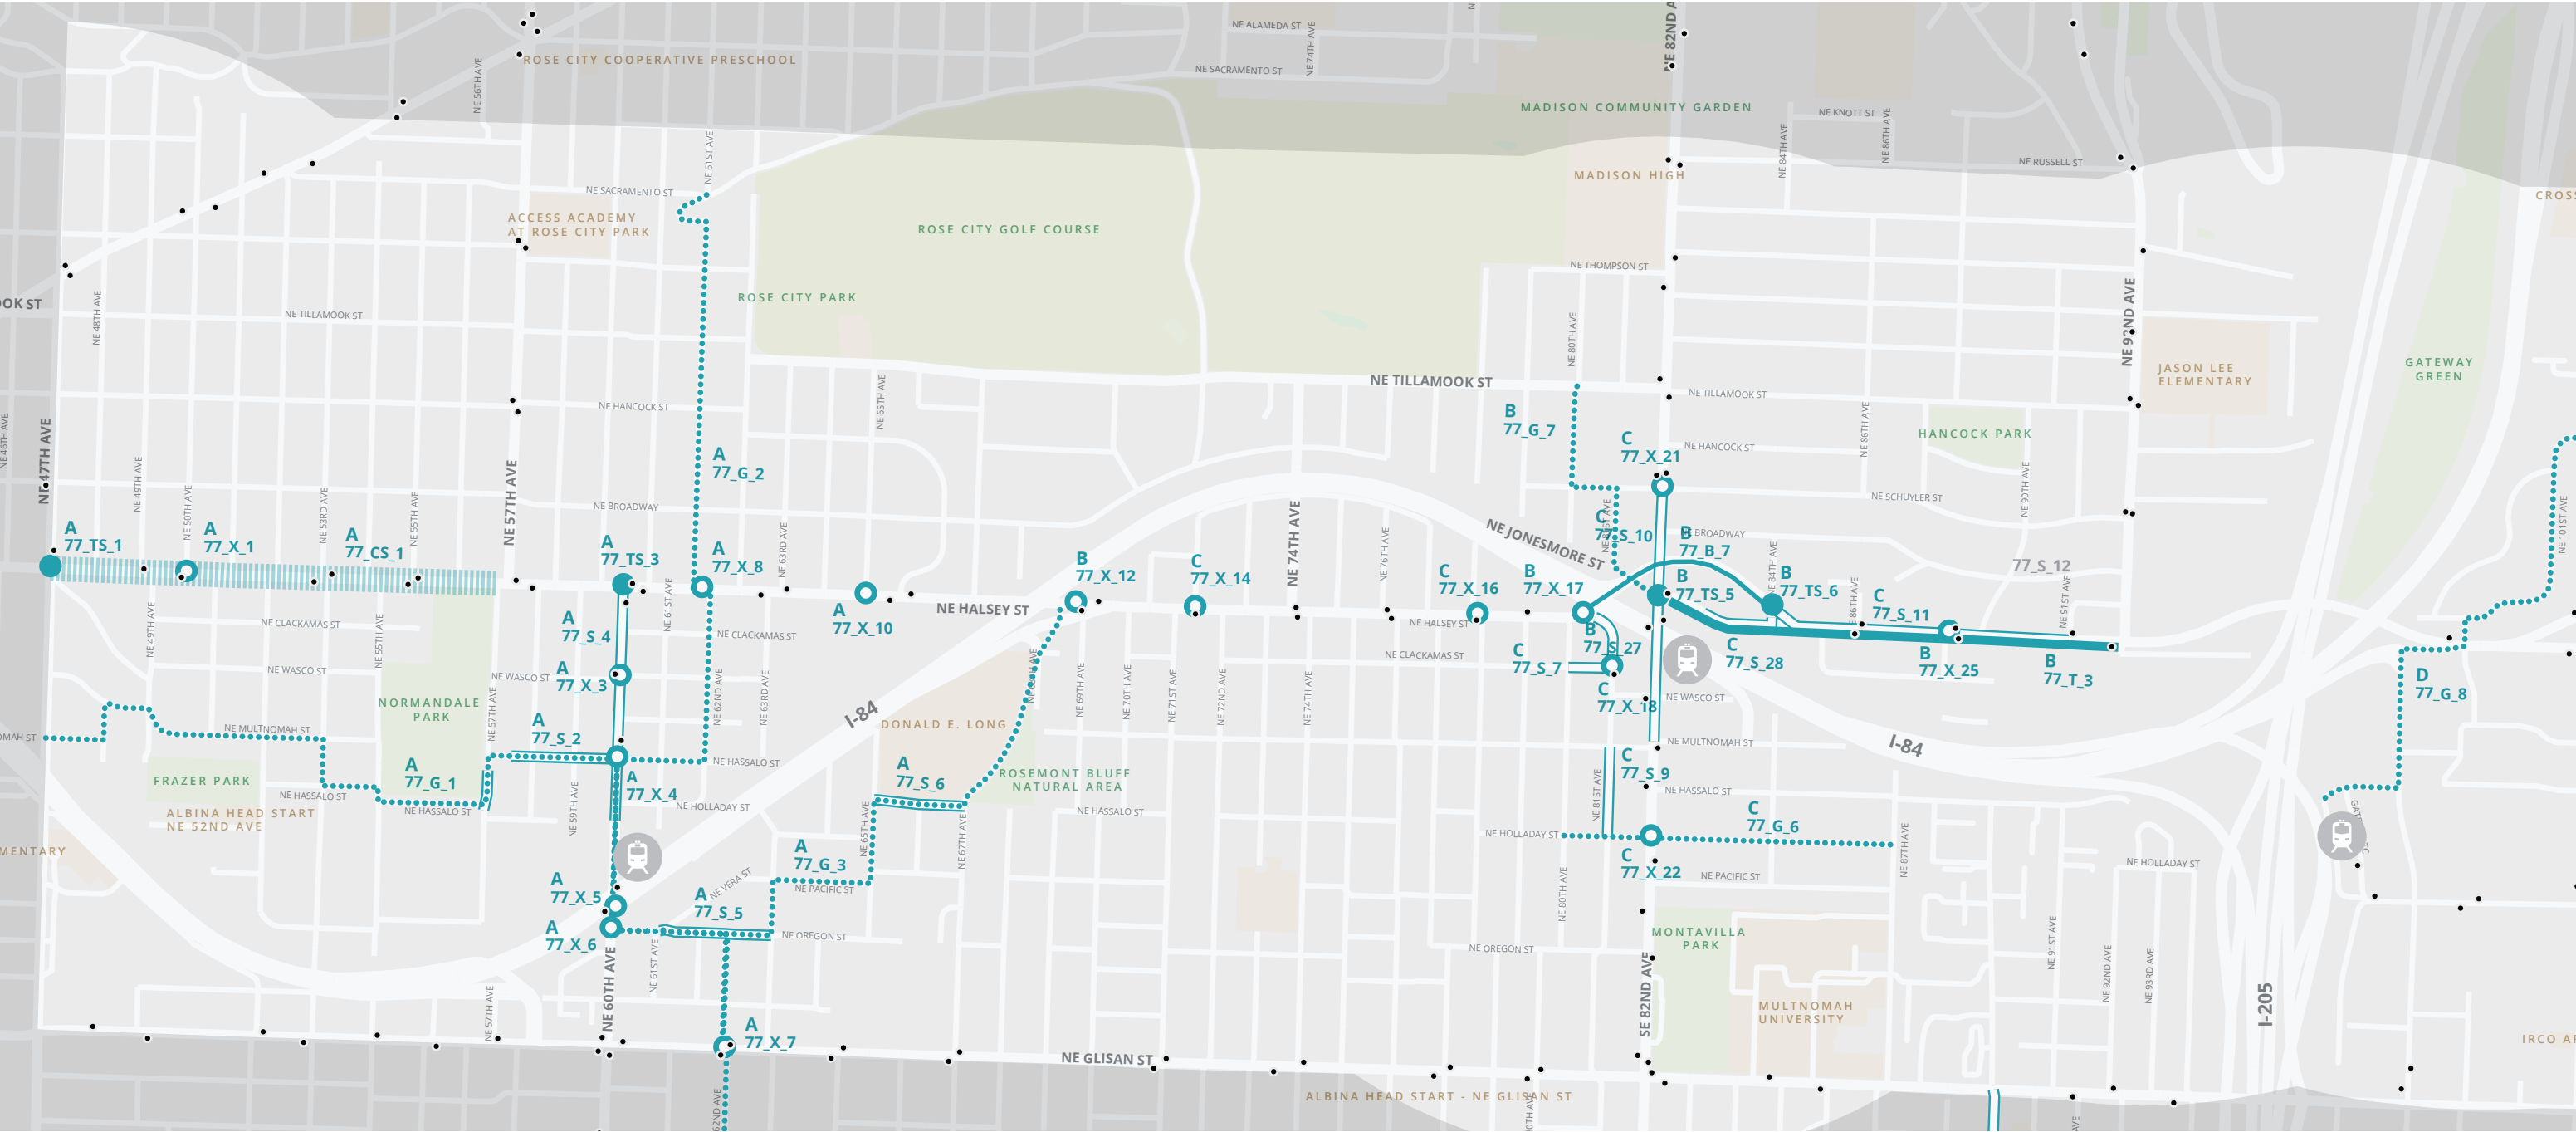 NE ALAMEDA ST
NE 74TH AVE
NE 82ND A
ROSE CITY COOPERATIVE PRESCHOOL
NE SACRAMENTO ST
NE 56TH AVE
MADISON COMMUNITY GARDEN
NE KNOTT ST
NE 86TH AVE
NE 84TH AVE
NE 61ST AVE
NE RUSSELL ST
MADISON HIGH
NE SACRAMENTO ST
CROSS
ACCESS ACADEMY
AT ROSE CITY PARK
ROSE CITY GOLF COURSE
NE THOMPSON ST
ROSE CITY PARK
OOK ST
NE 48TH AVE
NE TILLAMOOK ST
NE 80TH AVE
NE 92ND AVE
JASON LEE
ELEMENTARY
GATEWAY
GREEN
NE TILLAMOOK ST
NE TILLAMOOK ST
NE HANCOCK ST
NE 65TH AVE
B
77_G_7
NE 86TH AVE
HANCOCK PARK
NE 46TH AVE
NE 47TH AVE
C
77_X_21
NE HANCOCK ST
A
77_G_2
NE 49TH AVE
NE 50TH AVE
NE 53RD AVE
NE 55TH AVE
NE 57TH AVE
NE BROADWAY
NE SCHUYLER ST
NE 90TH AVE
NE 101ST AVE
A
77_TS_1
A
77_X_1
A
77_CS_1
A
77_TS_3
A
77_X_8
NE 63RD AVE
B
77_X_12
C
77_X_14
NE 74TH AVE
NE 76TH AVE
NE JONESMORE ST
C
77_S_10
NE 81ST AVE
NE BROADWAY
B
77_B_7
C
77_X_16
B
77_X_17
B
77_TS_5
NE 84TH AVE
B
77_TS_6
NE 86TH AVE
C
77_S_11
77_S_12
NE 91ST AVE
NE 49TH AVE
NE CLACKAMAS ST
NE 55TH AVE
A
77_S_4
NE 61ST AVE
NE CLACKAMAS ST
A
77_X_10
NE HALSEY ST
NE HALSEY ST
B
77_S_27
NE CLACKAMAS ST
C
77_S_7
C
77_S_28
B
77_X_25
B
77_T_3
NE WASCO ST
NE WASCO ST
A
77_X_3
D
77_G_8
NORMANDALE
PARK
NE 57TH AVE
NE 62ND AVE
NE 63RD AVE
I-84
DONALD E. LONG
NE 69TH AVE
NE 70TH AVE
NE 71ST AVE
NE 72ND AVE
NE 74TH AVE
C
77_X_18
NE WASCO ST
OMAH ST
NE MULTNOMAH ST
A
77_S_2
NE MULTNOMAH ST
I-84
FRAZER PARK
A
77_G_1
NE HASSALO ST
A
77_X_4
NE HASSALO ST
A
77_S_6
ROSEMONT BLUFF
NATURAL AREA
C
77_S_9
NE HASSALO ST
NE HASSALO ST
NE 59TH AVE
NE HOLLADAY ST
NE HASSALO ST
NE 81ST AVE
ALBINA HEAD START
NE 52ND AVE
NE 65TH AVE
NE 67TH AVE
NE HOLLADAY ST
C
77_G_6
NE 87TH AVE
MENTARY
A
77_G_3
C
77_X_22
NE HOLLADAY ST
A
77_X_5
NE VERA ST
NE PACIFIC ST
NE PACIFIC ST
A
77_S_5
NE 80TH AVE
A
77_X_6
NE OREGON ST
NE OREGON ST
MONTAVILLA
PARK
NE 61ST AVE
NE 60TH AVE
NE 57TH AVE
SE 82ND AVE
NE 91ST AVE
NE 92ND AVE
NE 93RD AVE
MULTNOMAH
UNIVERSITY
I-205
A
77_X_7
NE GLISAN ST
IRCO A
ALBINA HEAD START - NE GLISAN ST
NE 62ND AVE
0TH AVE
AVE